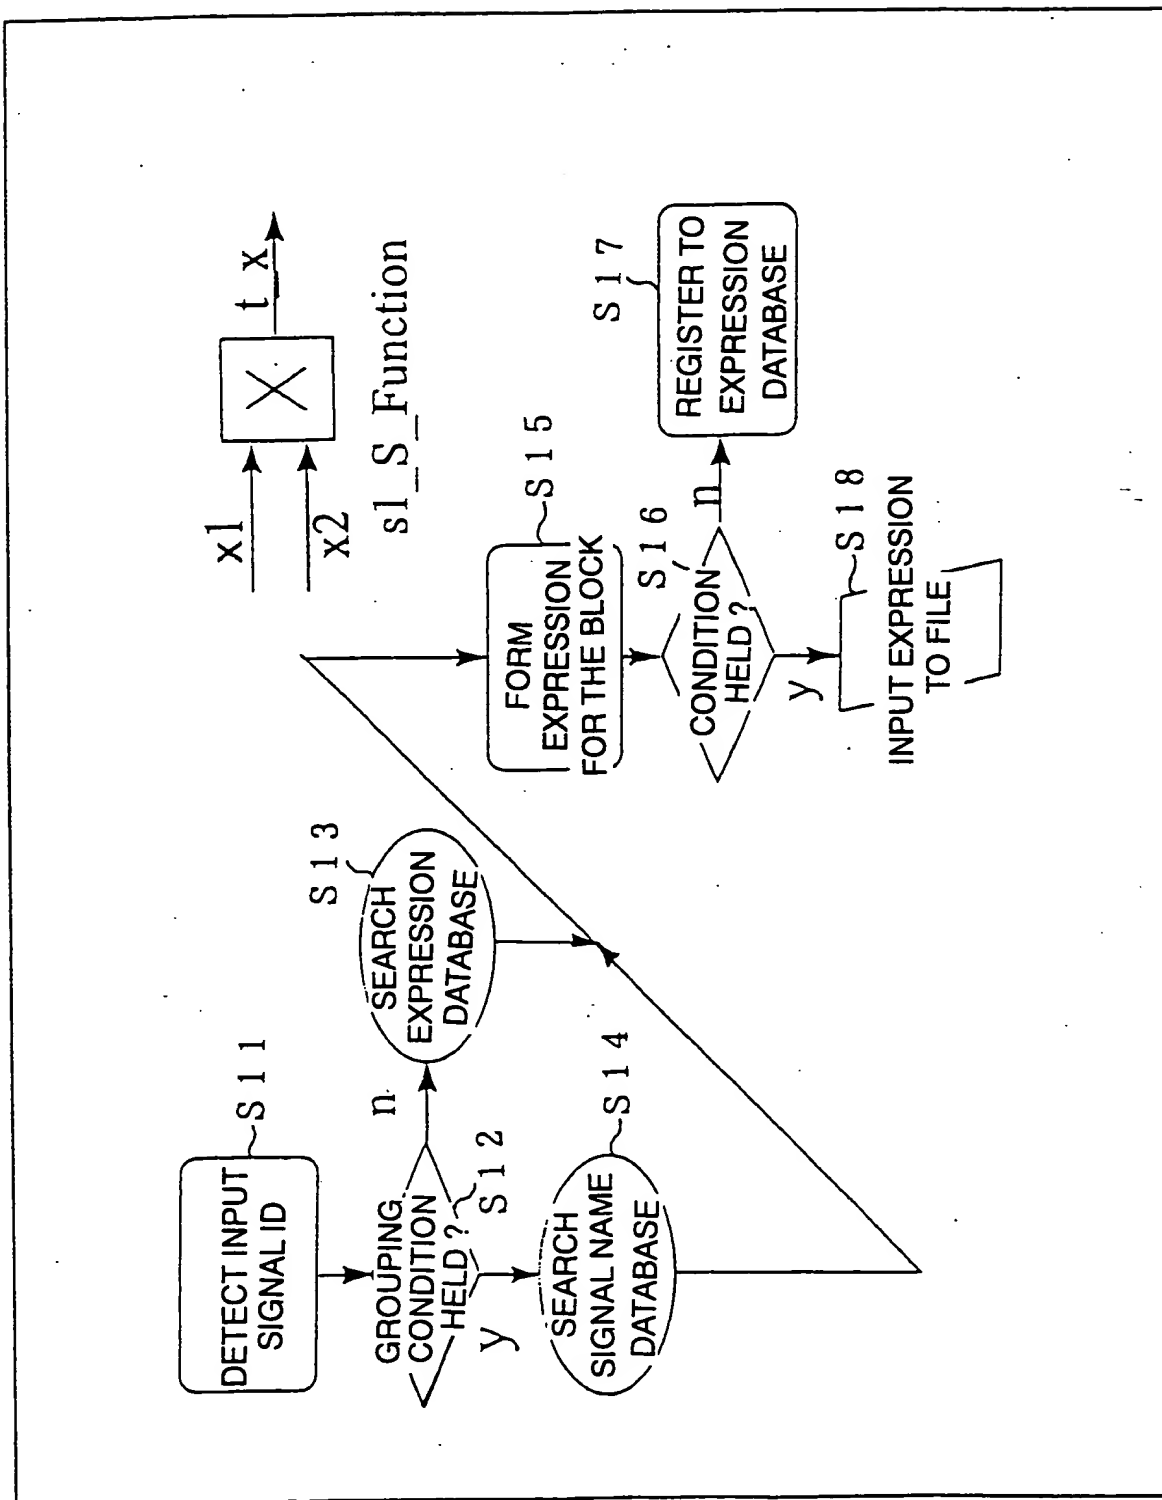 DETECT INPUT
SIGNAL ID
S11
GROUPING
CONDITION
HELD?
S12
n
y
SEARCH
EXPRESSION
DATABASE
S13
SEARCH
SIGNAL NAME
DATABASE
S14
x1
x2
t_x
s1_S_Function
FORM
EXPRESSION
FOR THE BLOCK
S15
CONDITION
HELD?
S16
n
y
REGISTER TO
EXPRESSION
DATABASE
S17
INPUT EXPRESSION
TO FILE
S18